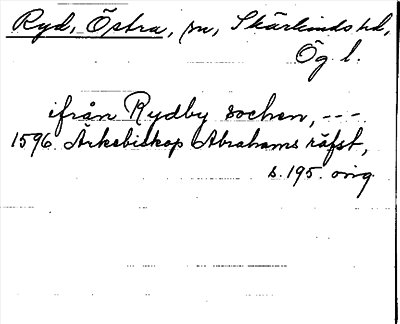 Ryd, Östra, sn, Skärkinds hd,
Ög. l.
ifrån Rydby sochen, ---
1596. Ärkebiskop Abrahams räfst,
s. 195. orig.